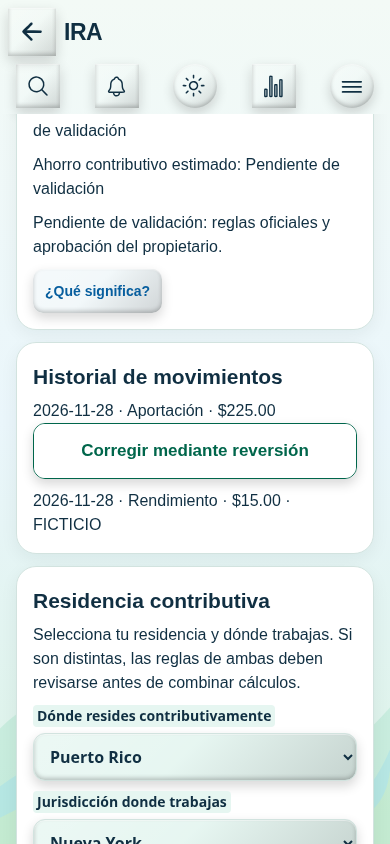 IRA
de validación
Ahorro contributivo estimado: Pendiente de
validación
Pendiente de validación: reglas oficiales y
aprobación del propietario.
¿Qué significa?
Historial de movimientos
2026-11-28 · Aportación · $225.00
Corregir mediante reversión
2026-11-28 · Rendimiento · $15.00 ·
FICTICIO
Residencia contributiva
Selecciona tu residencia y dónde trabajas. Si
son distintas, las reglas de ambas deben
revisarse antes de combinar cálculos.
Dónde resides contributivamente
Puerto Rico
Jurisdicción donde trabajas
Nueva York